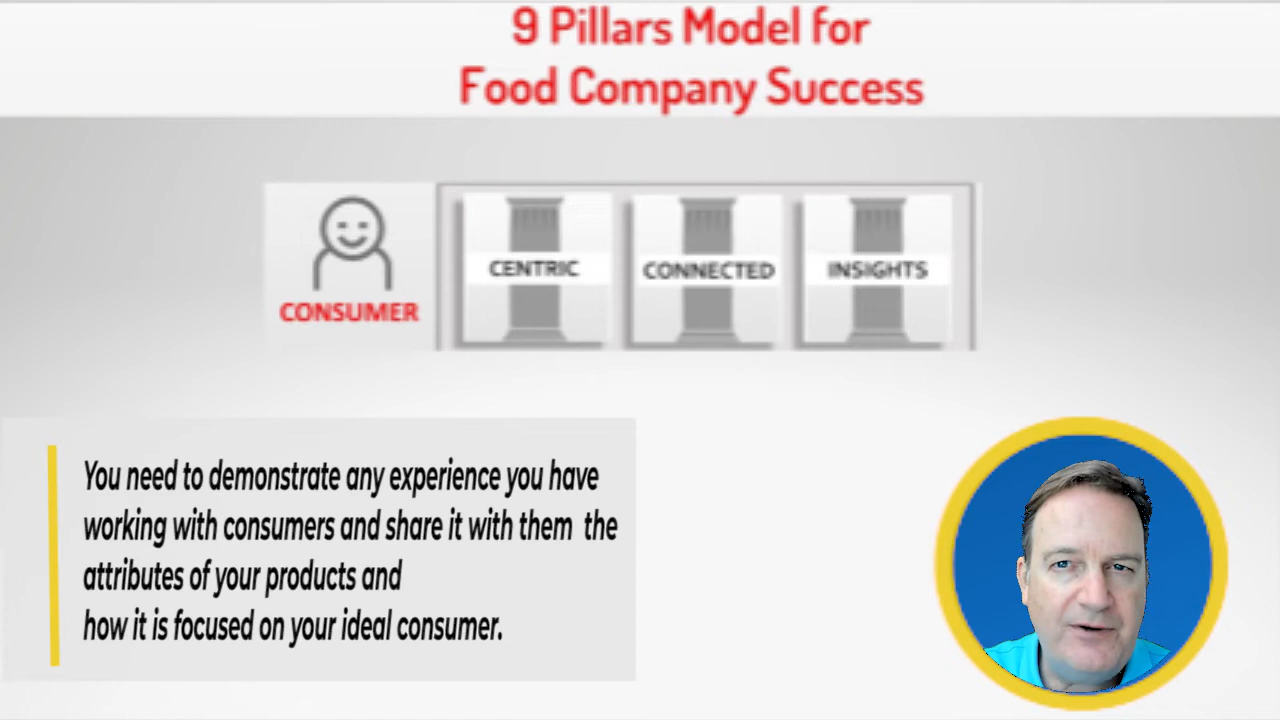 9 Pillars Model for
Food Company Success
CONSUMER
CENTRIC
CONNECTED
INSIGHTS
You need to demonstrate any experience you have
working with consumers and share it with them the
attributes of your products and
how it is focused on your ideal consumer.